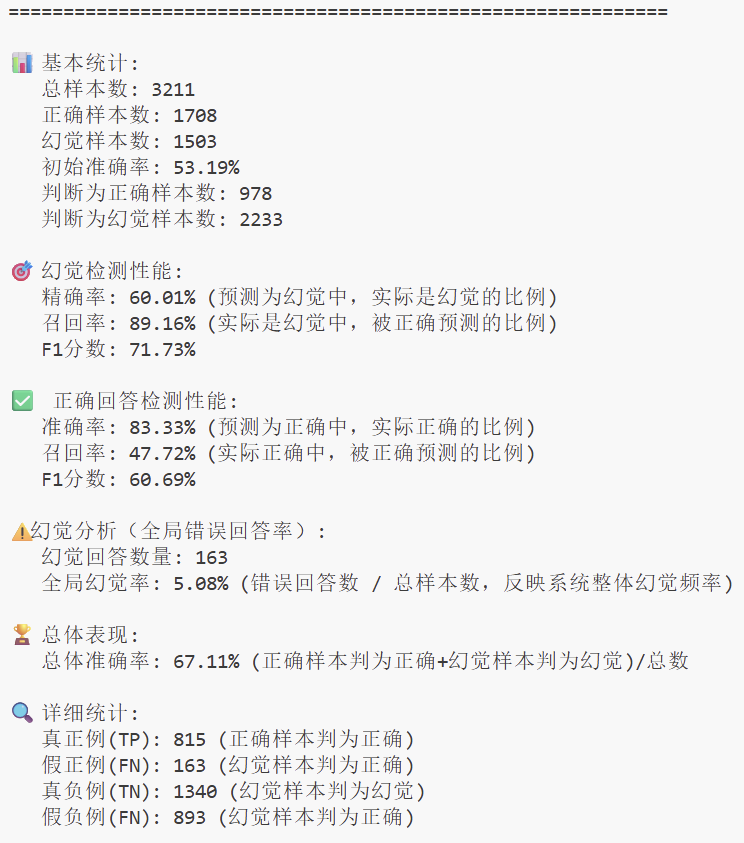 ============================================================
📊 基本统计:
总样本数: 3211
正确样本数: 1708
幻觉样本数: 1503
初始准确率: 53.19%
判断为正确样本数: 978
判断为幻觉样本数: 2233
🎯 幻觉检测性能:
精确率: 60.01% (预测为幻觉中，实际是幻觉的比例)
召回率: 89.16% (实际是幻觉中，被正确预测的比例)
F1分数: 71.73%
✅ 正确回答检测性能:
准确率: 83.33% (预测为正确中，实际正确的比例)
召回率: 47.72% (实际正确中，被正确预测的比例)
F1分数: 60.69%
⚠️幻觉分析（全局错误回答率）:
幻觉回答数量: 163
全局幻觉率: 5.08% (错误回答数 / 总样本数，反映系统整体幻觉频率)
🏆 总体表现:
总体准确率: 67.11% (正确样本判为正确+幻觉样本判为幻觉)/总数
🔍 详细统计:
真正例(TP): 815 (正确样本判为正确)
假正例(FN): 163 (幻觉样本判为正确)
真负例(TN): 1340 (幻觉样本判为幻觉)
假负例(FN): 893 (幻觉样本判为正确)